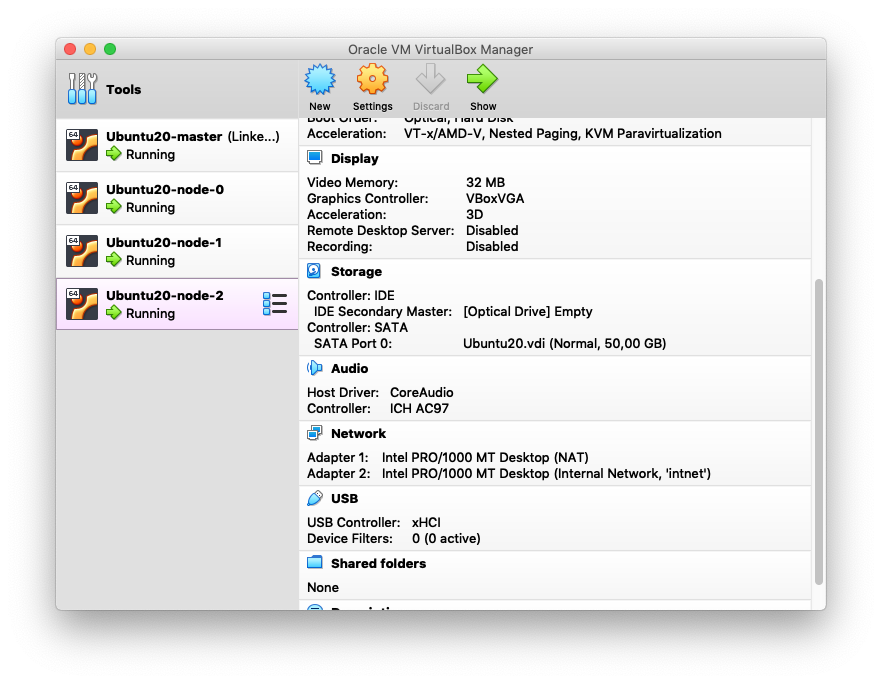 Oracle VM VirtualBox Manager
Tools
New
Settings
Discard
Show
64
Ubuntu20-master (Linke...)
Running
64
Ubuntu20-node-0
Running
64
Ubuntu20-node-1
Running
64
Ubuntu20-node-2
Running
Boot Order: Optical, Hard Disk
Acceleration: VT-x/AMD-V, Nested Paging, KVM Paravirtualization
Display
Video Memory: 32 MB
Graphics Controller: VBoxVGA
Acceleration: 3D
Remote Desktop Server: Disabled
Recording: Disabled
Storage
Controller: IDE
IDE Secondary Master: [Optical Drive] Empty
Controller: SATA
SATA Port 0: Ubuntu20.vdi (Normal, 50,00 GB)
Audio
Host Driver: CoreAudio
Controller: ICH AC97
Network
Adapter 1: Intel PRO/1000 MT Desktop (NAT)
Adapter 2: Intel PRO/1000 MT Desktop (Internal Network, 'intnet')
USB
USB Controller: xHCI
Device Filters: 0 (0 active)
Shared folders
None